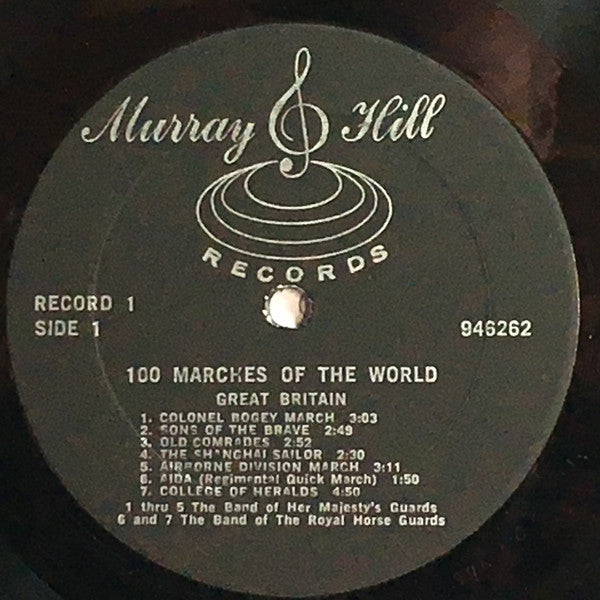 Murray Hill
RECORDS
RECORD 1
SIDE 1
946262
100 MARCHES OF THE WORLD
GREAT BRITAIN
1. COLONEL BOGEY MARCH 3:03
2. SONS OF THE BRAVE 2:49
3. OLD COMRADES 2:52
4. THE SHANGHAI SAILOR 2:30
5. AIRBORNE DIVISION MARCH 3:11
6. AIDA (Regimental Quick March) 1:50
7. COLLEGE OF HERALDS 4:50
1 thru 5 The Band of Her Majesty's Guards
6 and 7 The Band of The Royal Horse Guards